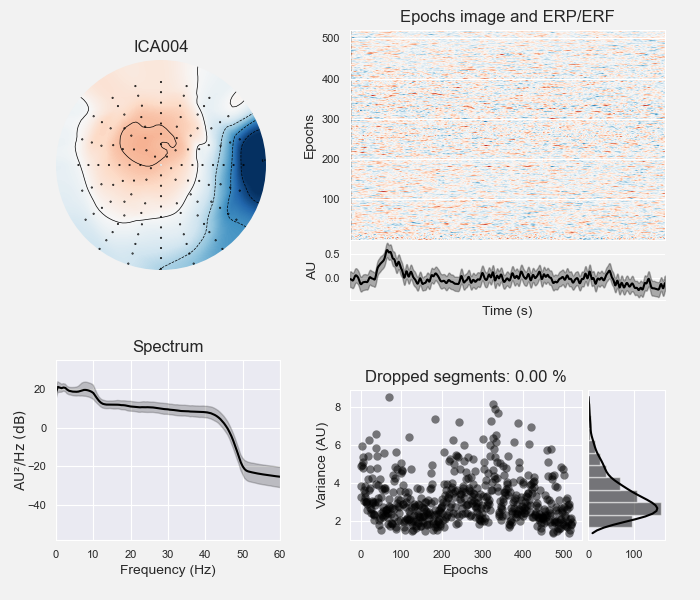 Epochs image and ERP/ERF
ICA004
500
400
300
200
100
Epochs
0.5
0.0
AU
Time (s)
Spectrum
20
0
−20
−40
AU²/Hz (dB)
0 10 20 30 40 50 60
Frequency (Hz)
Dropped segments: 0.00 %
8
6
4
2
Variance (AU)
0 100 200 300 400 500
Epochs
0 100